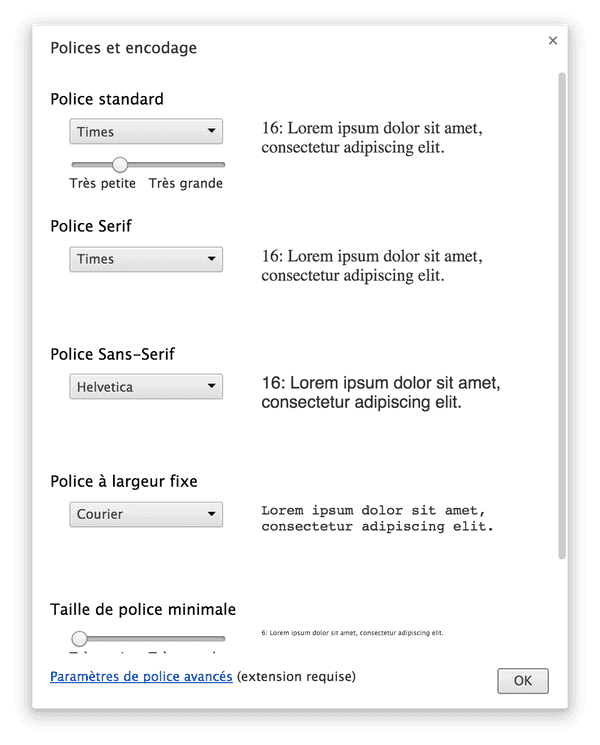 Polices et encodage
×
Police standard
Times
16: Lorem ipsum dolor sit amet,
consectetur adipiscing elit.
Très petite Très grande
Police Serif
Times
16: Lorem ipsum dolor sit amet,
consectetur adipiscing elit.
Police Sans-Serif
Helvetica
16: Lorem ipsum dolor sit amet,
consectetur adipiscing elit.
Police à largeur fixe
Courier
Lorem ipsum dolor sit amet,
consectetur adipiscing elit.
Taille de police minimale
6: Lorem ipsum dolor sit amet, consectetur adipiscing elit.
Paramètres de police avancés (extension requise)
OK